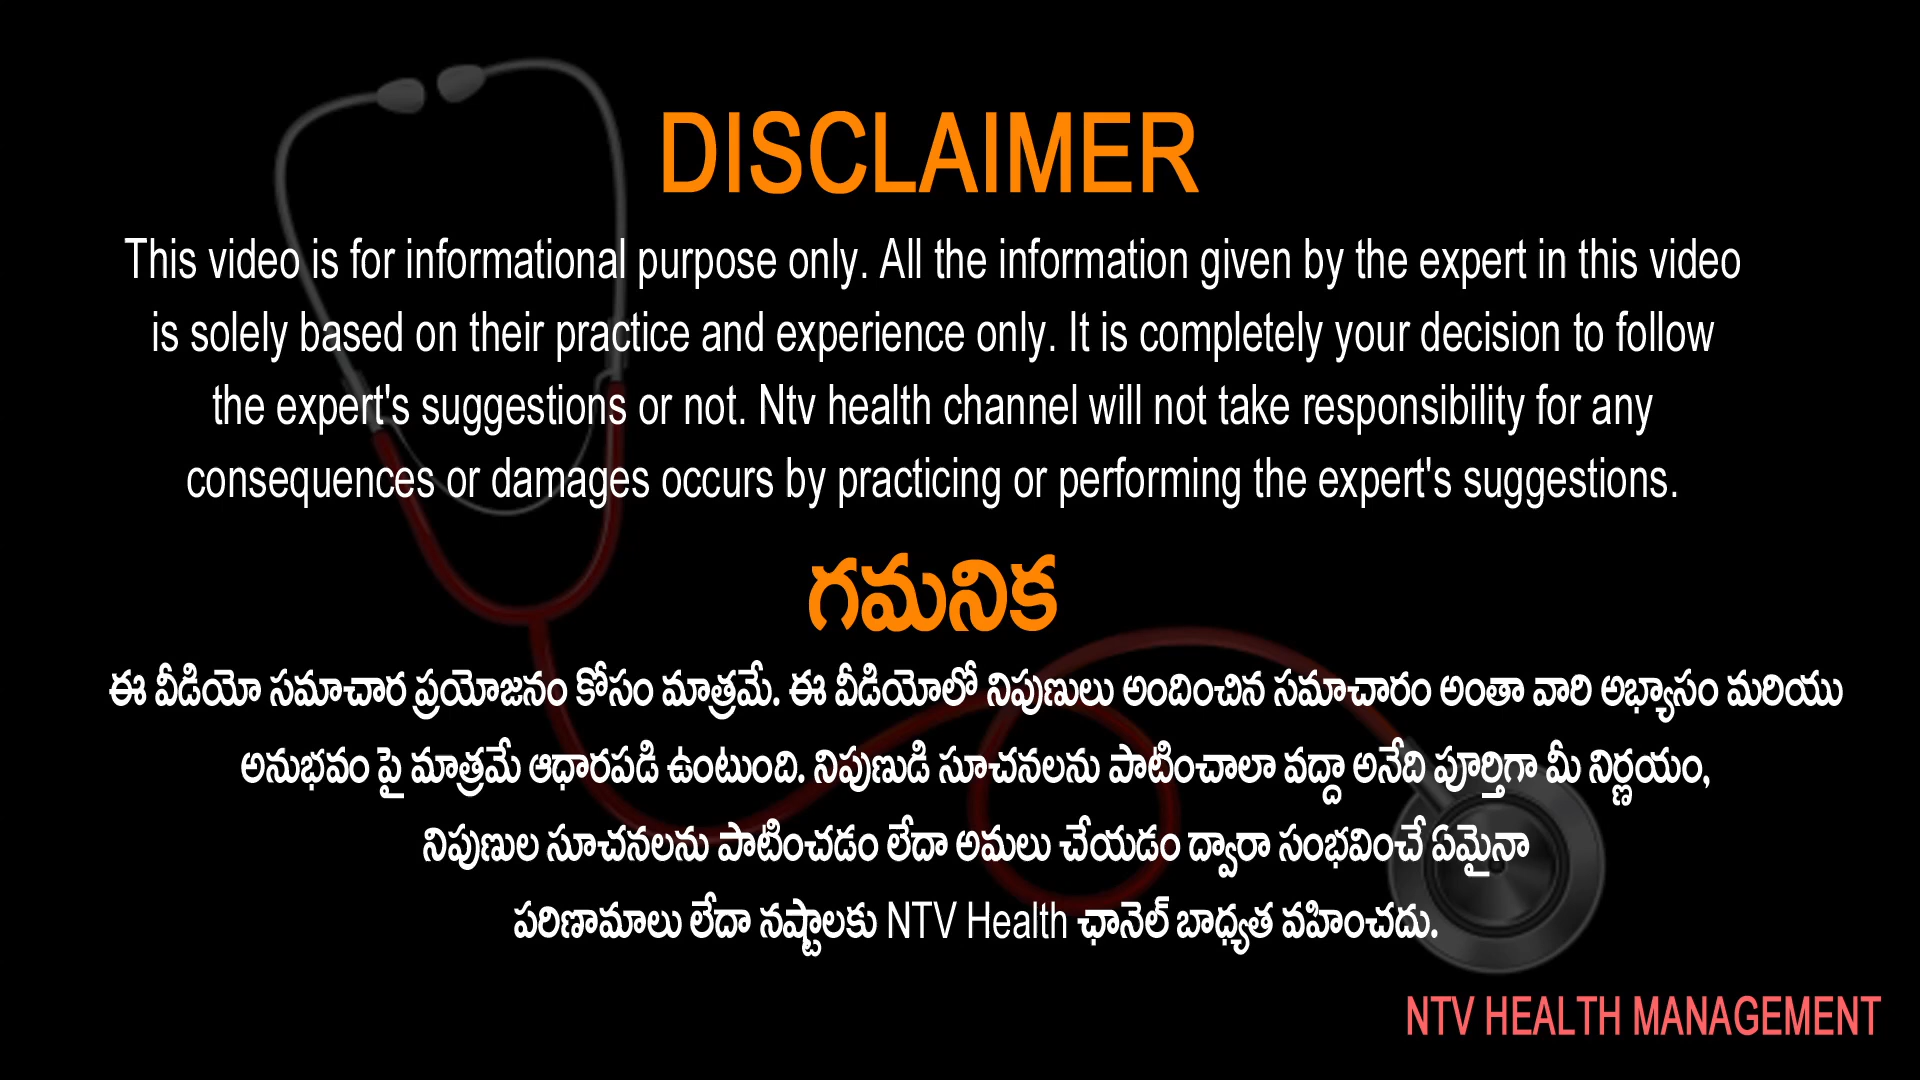 DISCLAIMER
This video is for informational purpose only. All the information given by the expert in this video
is solely based on their practice and experience only. It is completely your decision to follow
the expert's suggestions or not. Ntv health channel will not take responsibility for any
consequences or damages occurs by practicing or performing the expert's suggestions.
గమనిక
ఈ వీడియో సమాచార ప్రయోజనం కోసం మాత్రమే. ఈ వీడియోలో నిపుణులు అందించిన సమాచారం అంతా వారి అభ్యాసం మరియు
అనుభవం పై మాత్రమే ఆధారపడి ఉంటుంది. నిపుణుడి సూచనలను పాటించాలా వద్దా అనేది పూర్తిగా మీ నిర్ణయం,
నిపుణుల సూచనలను పాటించడం లేదా అమలు చేయడం ద్వారా సంభవించే ఏమైనా
పరిణామాలు లేదా నష్టాలకు NTV Health ఛానెల్ బాధ్యత వహించదు.
NTV HEALTH MANAGEMENT